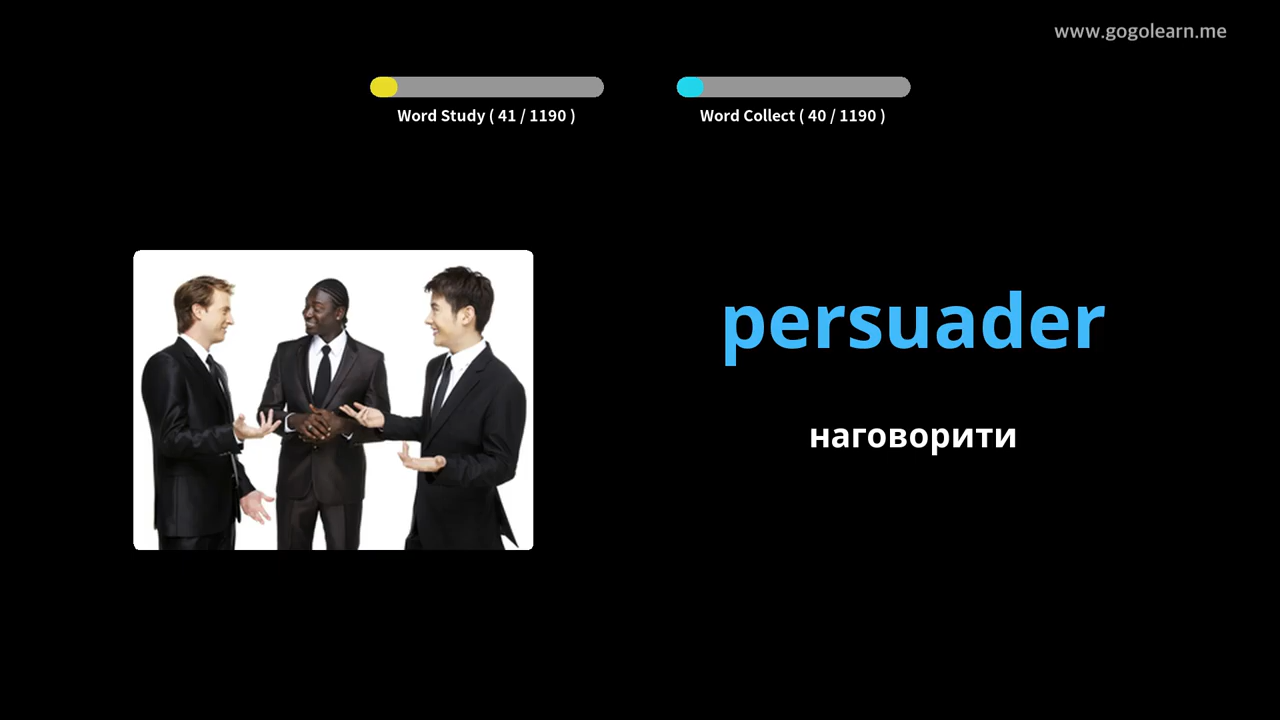 www.gogolearn.me
Word Study ( 41 / 1190 )
Word Collect ( 40 / 1190 )
persuader
наговорити